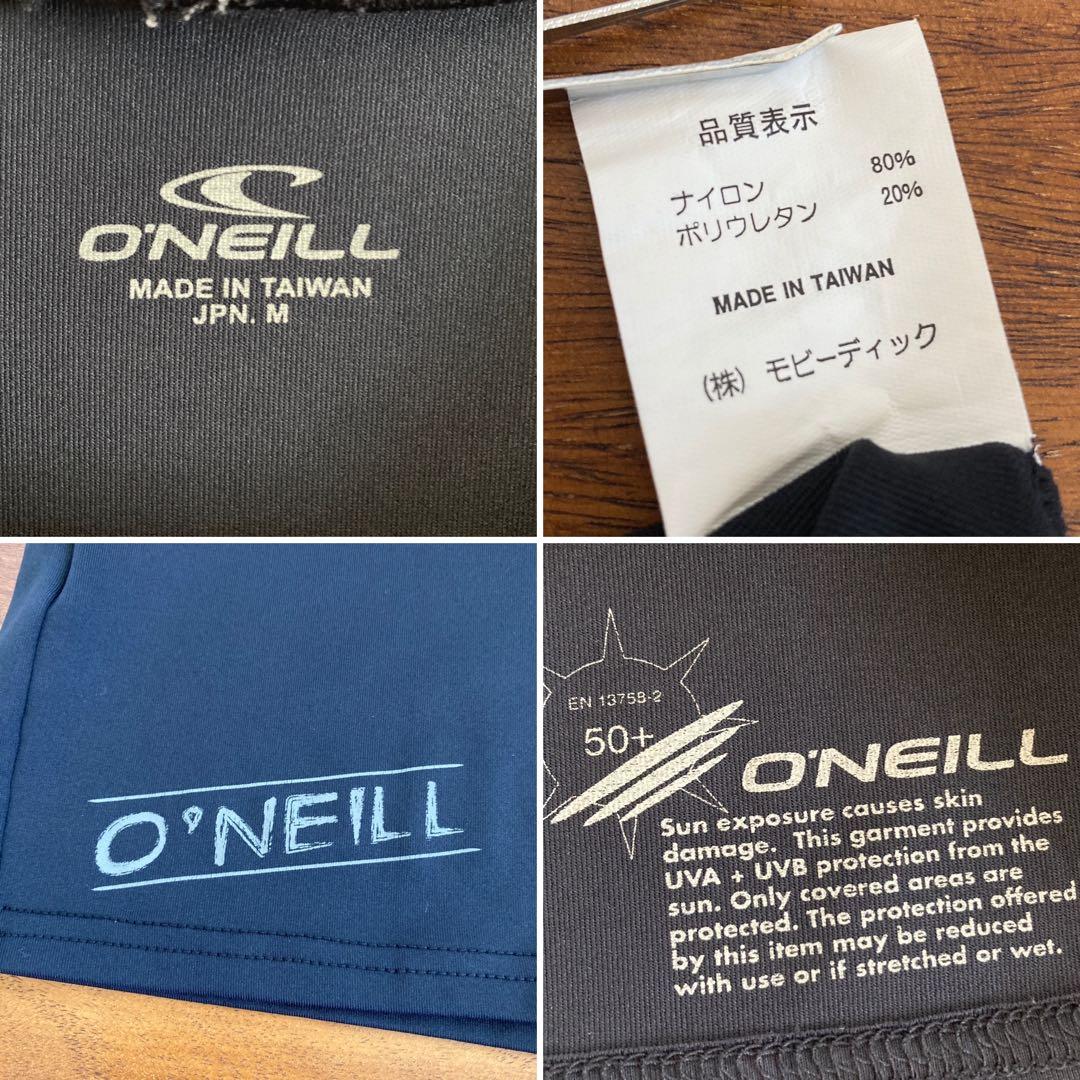 O'NEILL
MADE IN TAIWAN
JPN. M
品質表示
ナイロン 80%
ポリウレタン 20%
MADE IN TAIWAN
(株) モビーディック
O'NEILL
EN 13758-2
50+
O'NEILL
Sun exposure causes skin
damage. This garment provides
UVA + UVB protection from the
sun. Only covered areas are
protected. The protection offered
by this item may be reduced
with use or if stretched or wet.